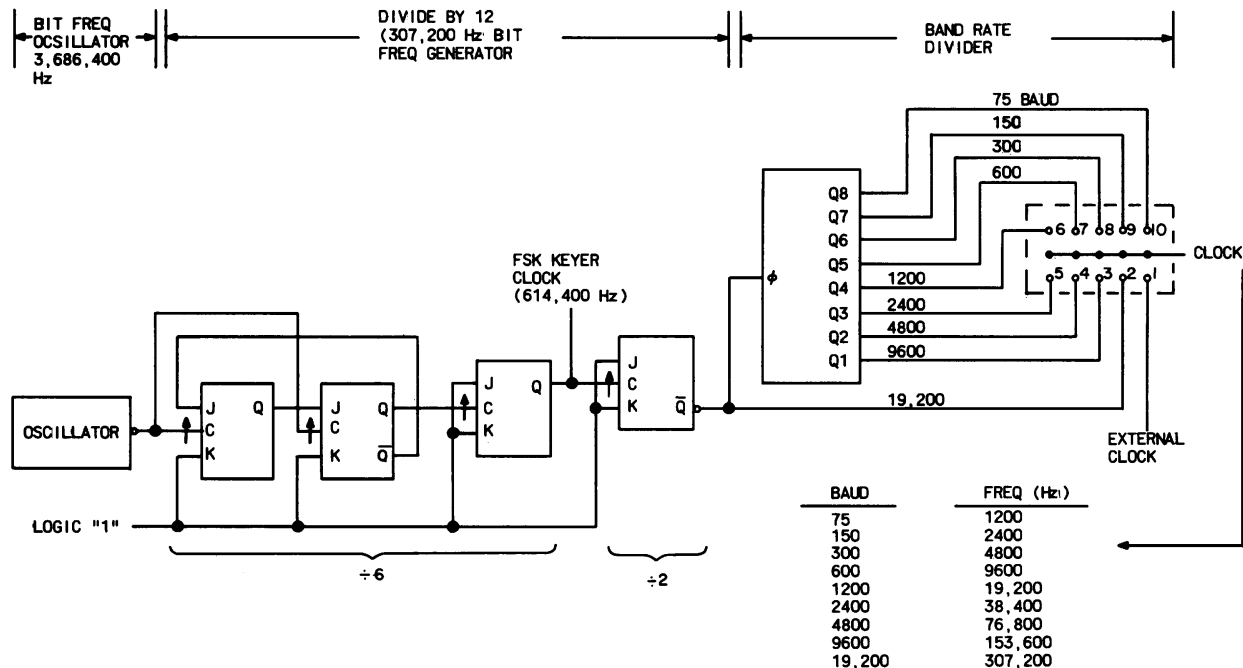 BIT FREQ
OCSILLATOR
3,686,400
Hz
DIVIDE BY 12
(307,200 Hz BIT
FREQ GENERATOR
BAND RATE
DIVIDER
75 BAUD
150
300
600
Q8
Q7
Q6
Q5
Q4
Q3
Q2
Q1
ϕ
1200
2400
4800
9600
19,200
6 7 8 9 10
5 4 3 2 1
CLOCK
EXTERNAL
CLOCK
FSK KEYER
CLOCK
(614,400 Hz)
OSCILLATOR
J Q
C
K
J Q
C
K Q̅
J Q
C
K
J
C
K Q̅
LOGIC "1"
÷6
÷2
BAUD FREQ (Hz)
75 1200
150 2400
300 4800
600 9600
1200 19,200
2400 38,400
4800 76,800
9600 153,600
19,200 307,200